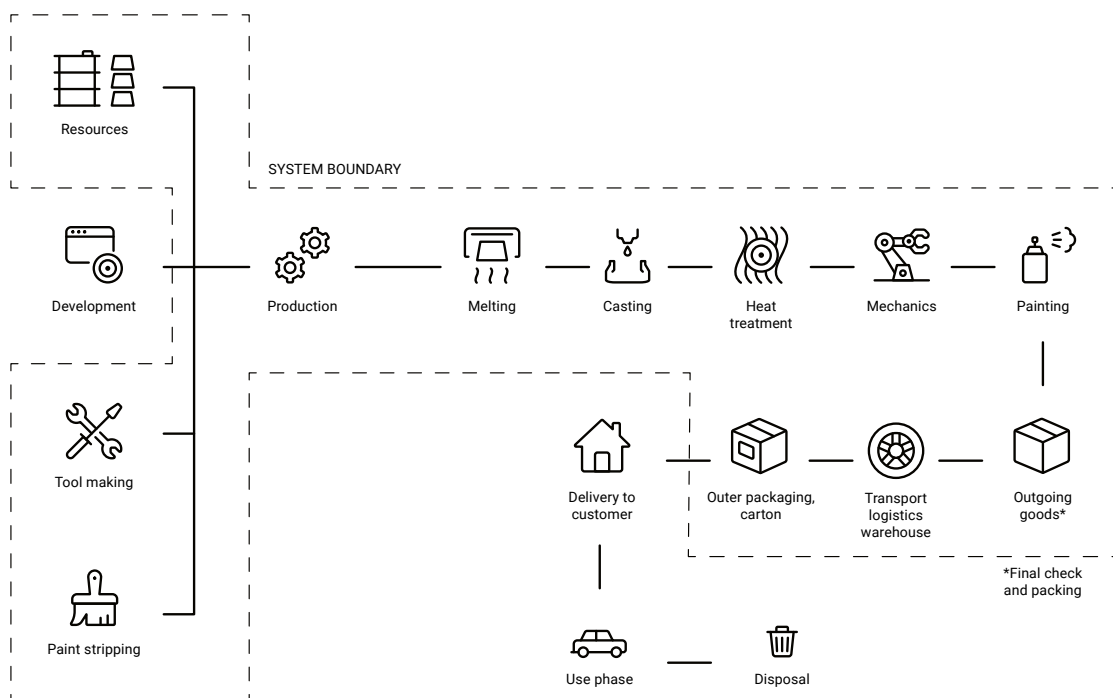 Resources
SYSTEM BOUNDARY
Development
Production
Melting
Casting
Heat
treatment
Mechanics
Painting
Tool making
Delivery to
customer
Outer packaging,
carton
Transport
logistics
warehouse
Outgoing
goods*
*Final check
and packing
Paint stripping
Use phase
Disposal